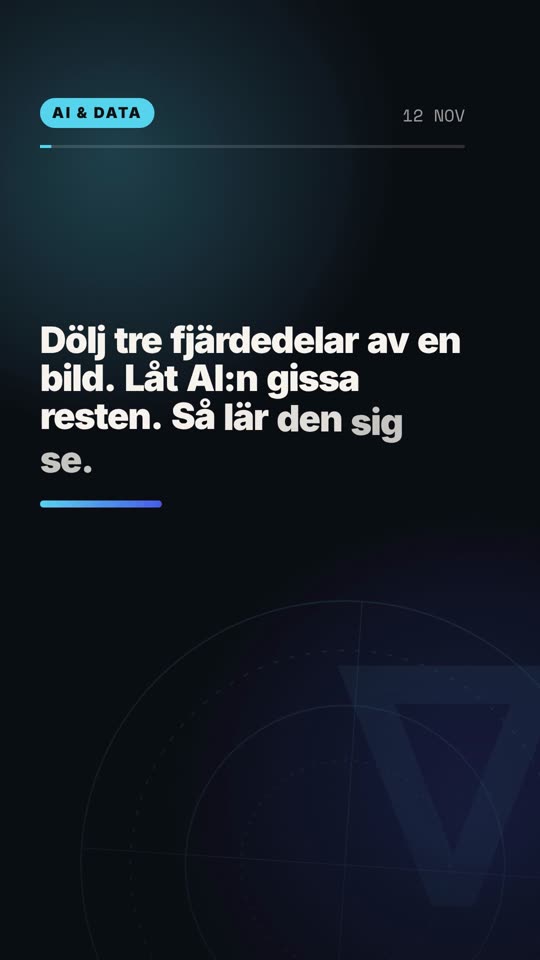 AI & DATA
12 NOV
Dölj tre fjärdedelar av en
bild. Låt AI:n gissa
resten. Så lär den sig
se.